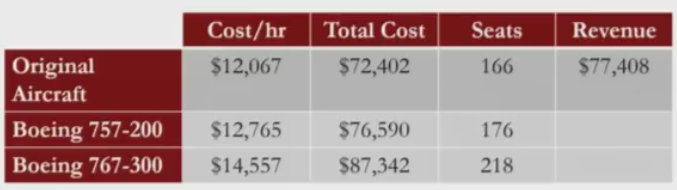 Cost/hr Total Cost Seats Revenue
Original Aircraft $12,067 $72,402 166 $77,408
Boeing 757-200 $12,765 $76,590 176
Boeing 767-300 $14,557 $87,342 218